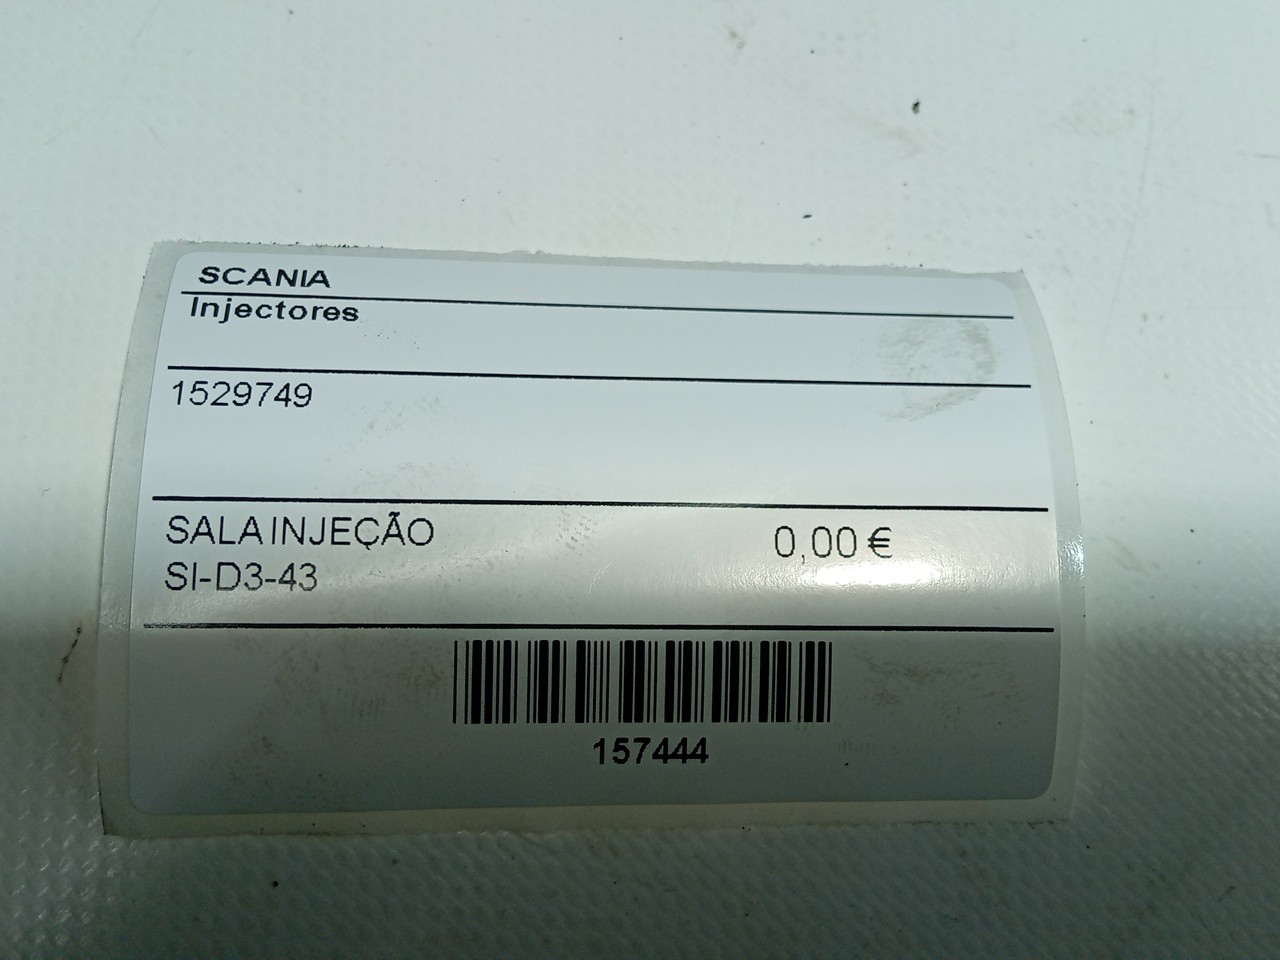 SCANIA
Injectores
1529749
SALA INJEÇÃO 0,00 €
SI-D3-43
157444